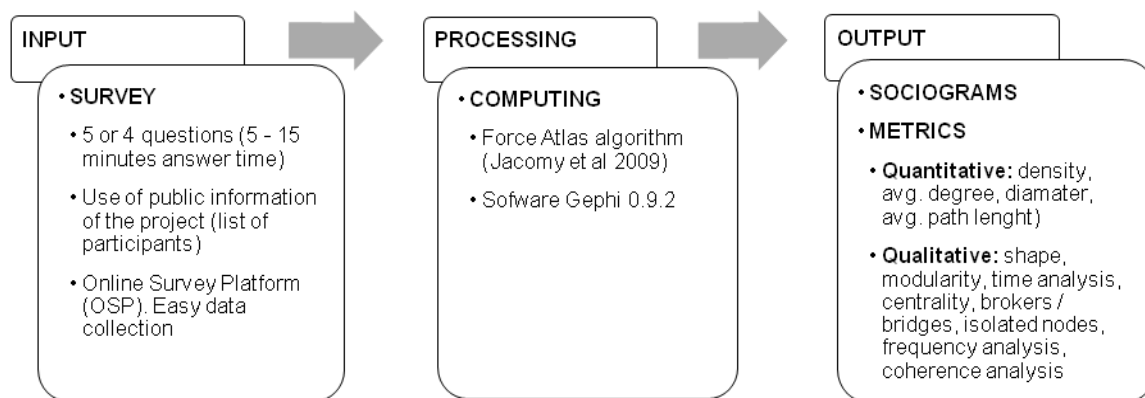 INPUT
• SURVEY
• 5 or 4 questions (5 - 15
minutes answer time)
• Use of public information
of the project (list of
participants)
• Online Survey Platform
(OSP). Easy data
collection
PROCESSING
• COMPUTING
• Force Atlas algorithm
(Jacomy et al 2009)
• Sofware Gephi 0.9.2
OUTPUT
• SOCIOGRAMS
• METRICS
• Quantitative: density,
avg. degree, diamater,
avg. path lenght)
• Qualitative: shape,
modularity, time analysis,
centrality, brokers /
bridges, isolated nodes,
frequency analysis,
coherence analysis